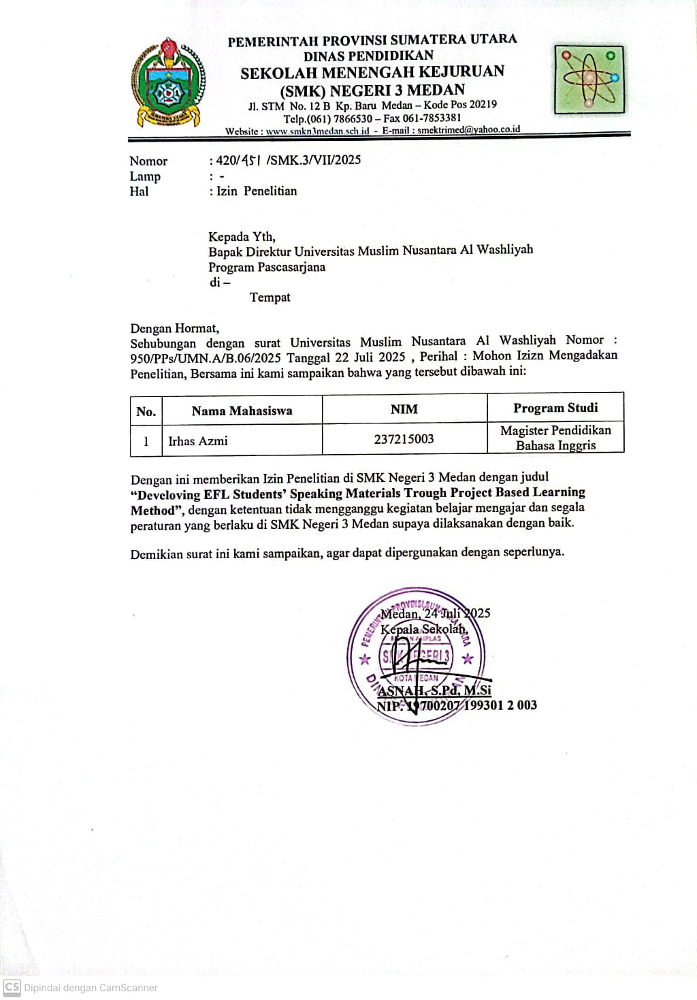 PEMERINTAH PROVINSI SUMATERA UTARA
DINAS PENDIDIKAN
SEKOLAH MENENGAH KEJURUAN
(SMK) NEGERI 3 MEDAN
Jl. STM No. 12 B Kp. Baru Medan – Kode Pos 20219
Telp.(061) 7866530 – Fax 061-7853381
Website : www.smkn3medan.sch.id - E-mail : smektrimed@yahoo.co.id
Nomor : 420/451 /SMK.3/VII/2025
Lamp : -
Hal : Izin Penelitian
Kepada Yth,
Bapak Direktur Universitas Muslim Nusantara Al Washliyah
Program Pascasarjana
di –
Tempat
Dengan Hormat,
Sehubungan dengan surat Universitas Muslim Nusantara Al Washliyah Nomor :
950/PPs/UMN.A/B.06/2025 Tanggal 22 Juli 2025 , Perihal : Mohon Izizn Mengadakan
Penelitian, Bersama ini kami sampaikan bahwa yang tersebut dibawah ini:
No. Nama Mahasiswa NIM Program Studi
1 Irhas Azmi 237215003 Magister Pendidikan
Bahasa Inggris
Dengan ini memberikan Izin Penelitian di SMK Negeri 3 Medan dengan judul
“Develoving EFL Students’ Speaking Materials Trough Project Based Learning
Method”, dengan ketentuan tidak mengganggu kegiatan belajar mengajar dan segala
peraturan yang berlaku di SMK Negeri 3 Medan supaya dilaksanakan dengan baik.
Demikian surat ini kami sampaikan, agar dapat dipergunakan dengan seperlunya.
Medan, 24 Juli 2025
Kepala Sekolah,
PEMERINTAH PROVINSI SUMATERA UTARA
KOTA MEDAN
ASNAH, S.Pd, M.Si
NIP. 19700207 199301 2 003
CS Dipindai dengan CamScanner